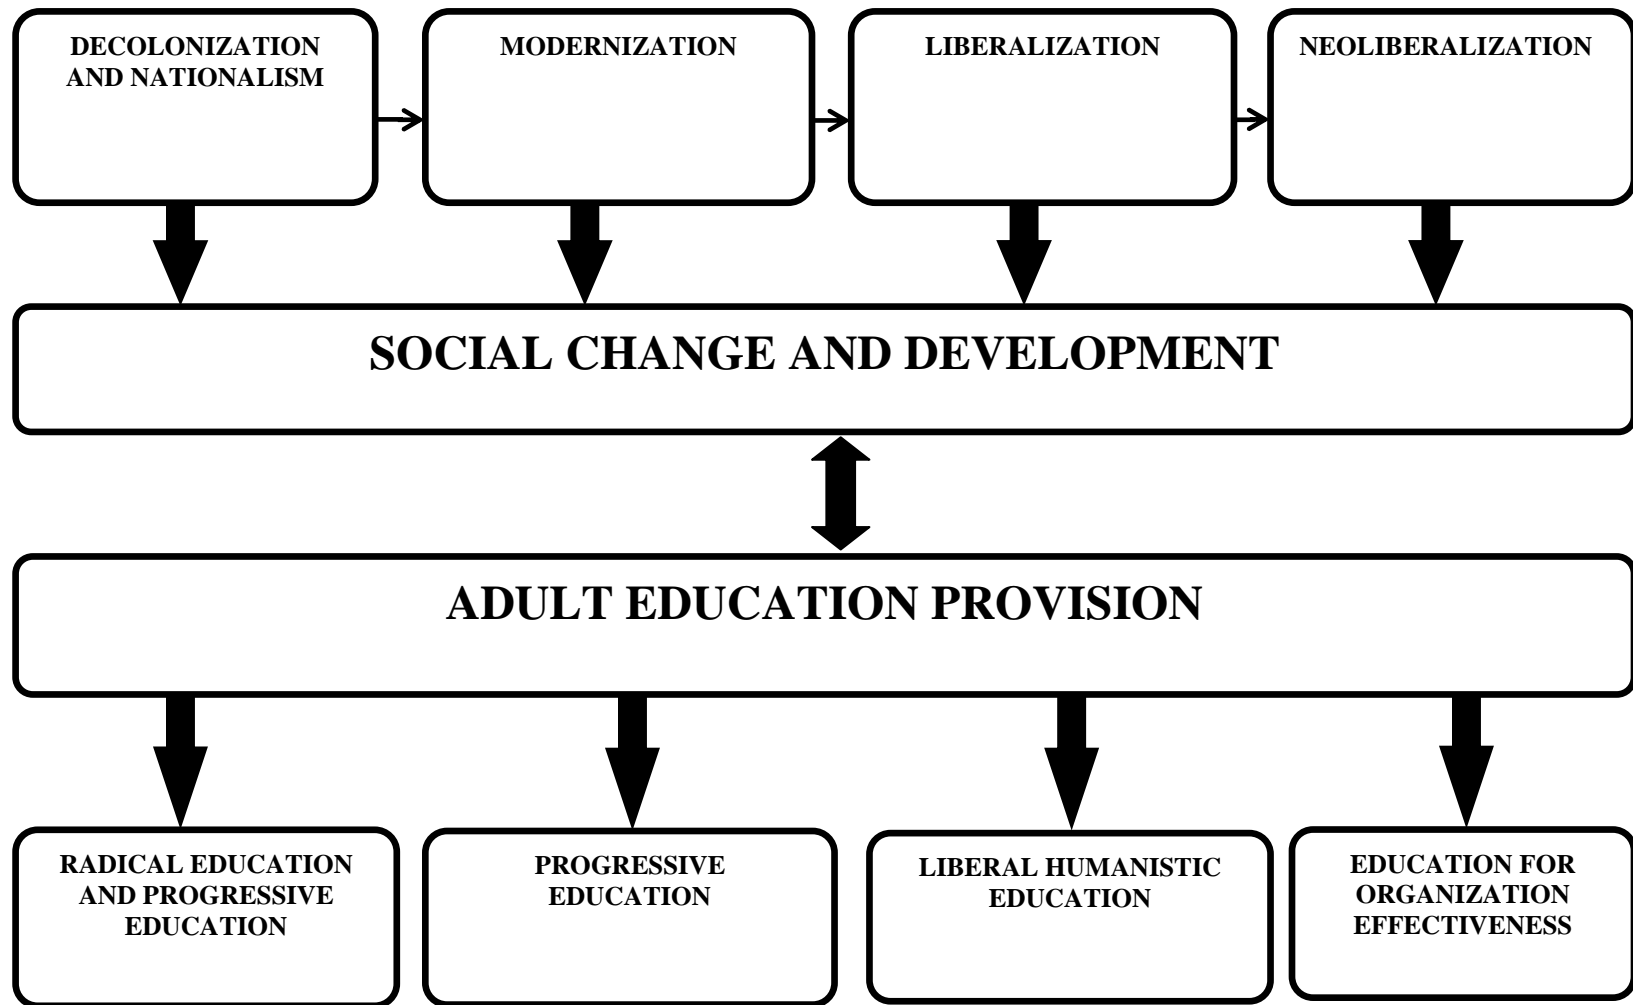 DECOLONIZATION
AND NATIONALISM
MODERNIZATION
LIBERALIZATION
NEOLIBERALIZATION
SOCIAL CHANGE AND DEVELOPMENT
ADULT EDUCATION PROVISION
RADICAL EDUCATION
AND PROGRESSIVE
EDUCATION
PROGRESSIVE
EDUCATION
LIBERAL HUMANISTIC
EDUCATION
EDUCATION FOR
ORGANIZATION
EFFECTIVENESS